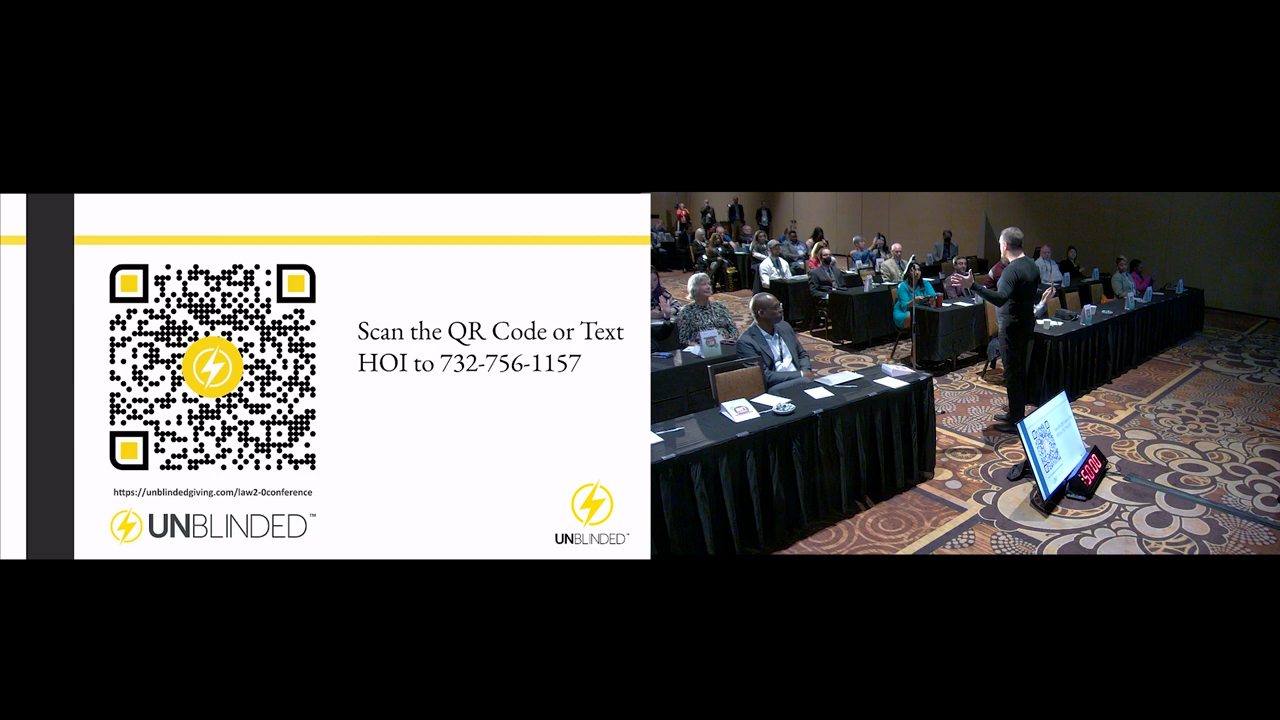 Scan the QR Code or Text
HOI to 732-756-1157
https://unblindedgiving.com/law2-0conference
UNBLINDED™
UNBLINDED™
50:00